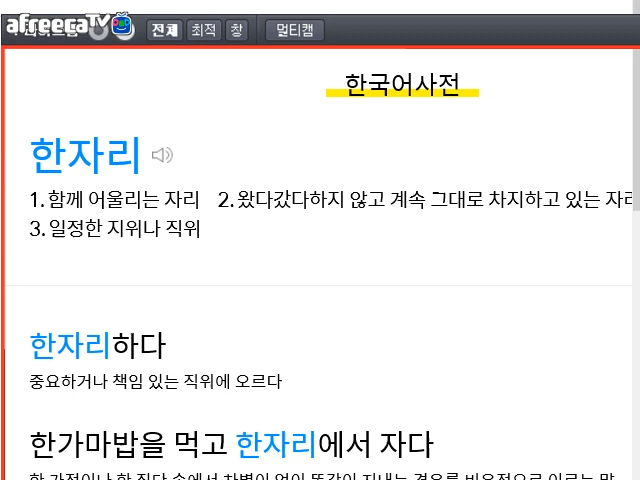 afreecaTV
전체 최적 창 멀티캠
한국어사전
한자리
1. 함께 어울리는 자리 2. 왔다갔다하지 않고 계속 그대로 차지하고 있는 자리
3. 일정한 지위나 직위
한자리하다
중요하거나 책임 있는 직위에 오르다
한가마밥을 먹고 한자리에서 자다